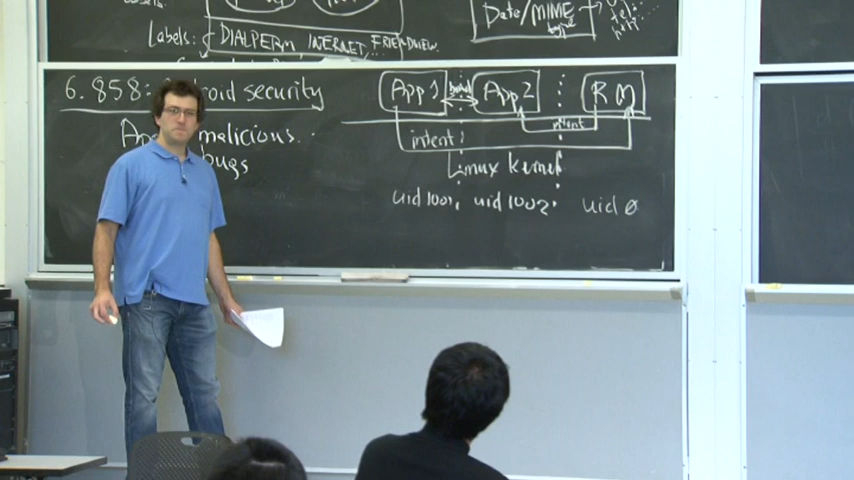 Labels: DIALPERM, INTERNET, FRIENDVIEW
Date/MIME
tel:
6.858: Android security
App 1
App 2
RM
malicious
bugs
intent
intent:
Linux kernel
uid 1001
uid 1002
uid 0